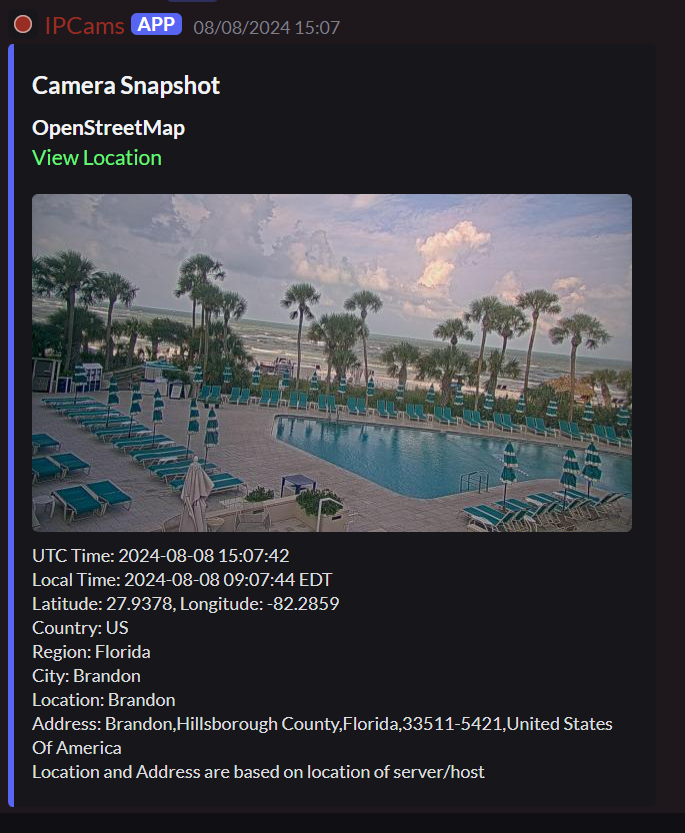 IPCams APP 08/08/2024 15:07
Camera Snapshot
OpenStreetMap
View Location
UTC Time: 2024-08-08 15:07:42
Local Time: 2024-08-08 09:07:44 EDT
Latitude: 27.9378, Longitude: -82.2859
Country: US
Region: Florida
City: Brandon
Location: Brandon
Address: Brandon,Hillsborough County,Florida,33511-5421,United States
Of America
Location and Address are based on location of server/host